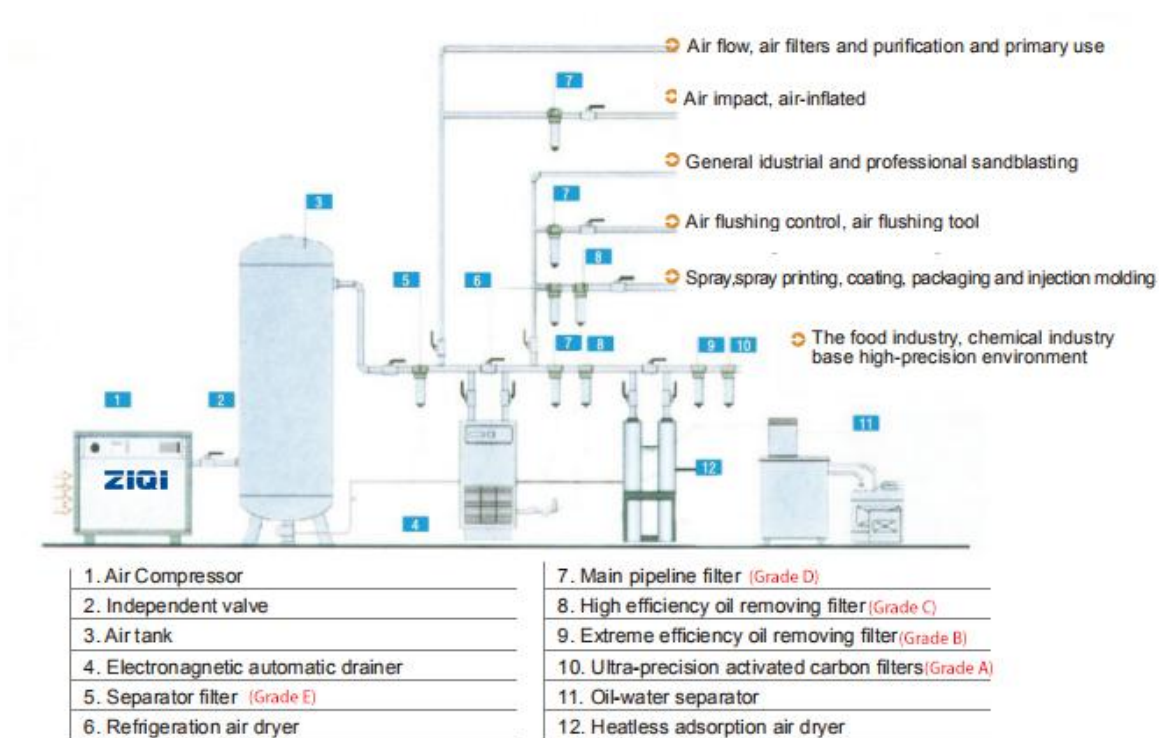 Air flow, air filters and purification and primary use
7
Air impact, air-inflated
General idustrial and professional sandblasting
7
3
Air flushing control, air flushing tool
8
5
6
Spray,spray printing, coating, packaging and injection molding
The food industry, chemical industry
base high-precision environment
7
8
9
10
1
2
11
ZIQI
12
4
1. Air Compressor
2. Independent valve
3. Air tank
4. Electronagnetic automatic drainer
5. Separator filter (Grade E)
6. Refrigeration air dryer
7. Main pipeline filter (Grade D)
8. High efficiency oil removing filter (Grade C)
9. Extreme efficiency oil removing filter (Grade B)
10. Ultra-precision activated carbon filters (Grade A)
11. Oil-water separator
12. Heatless adsorption air dryer